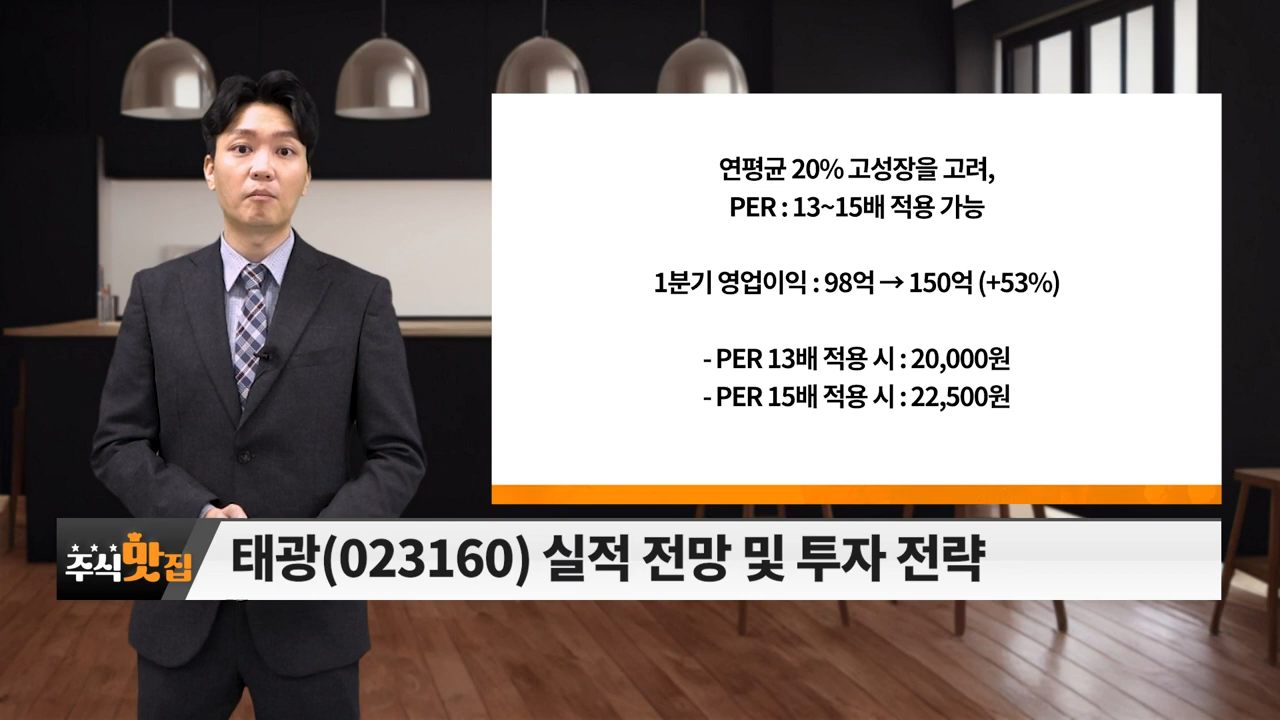 연평균 20% 고성장을 고려,
PER : 13~15배 적용 가능
1분기 영업이익 : 98억 → 150억 (+53%)
- PER 13배 적용 시 : 20,000원
- PER 15배 적용 시 : 22,500원
주식맛집
태광(023160) 실적 전망 및 투자 전략